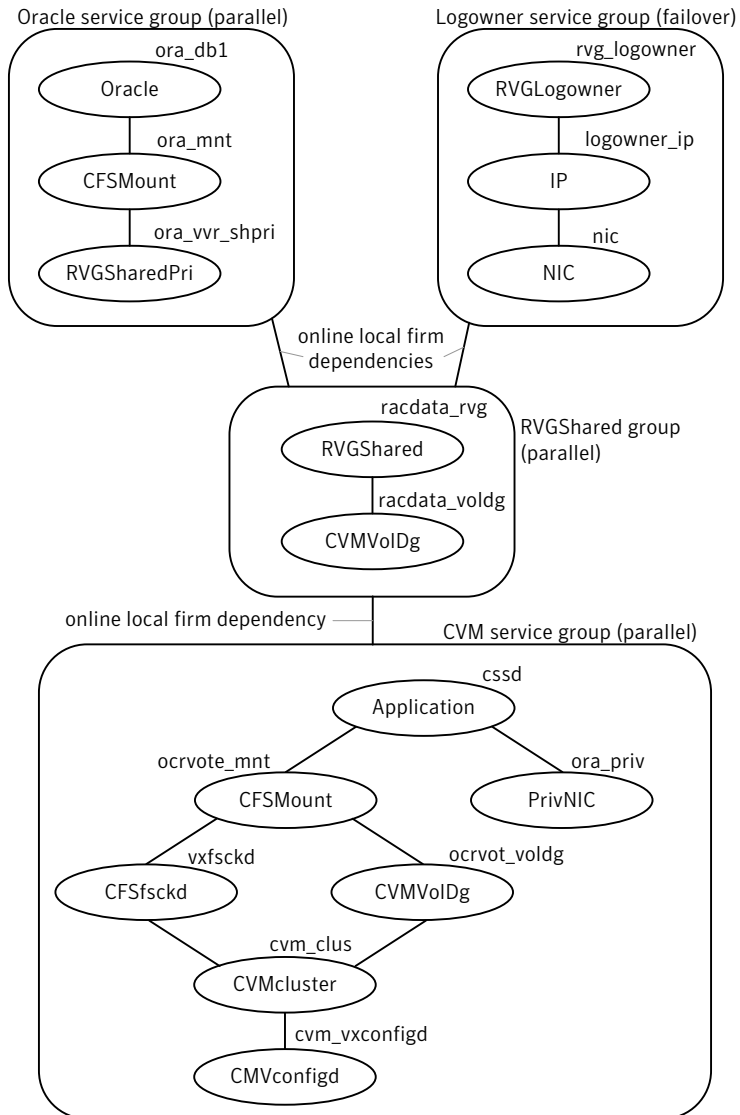 Oracle service group (parallel)
ora_db1
Oracle
ora_mnt
CFSMount
ora_vvr_shpri
RVGSharedPri
Logowner service group (failover)
rvg_logowner
RVGLogowner
logowner_ip
IP
nic
NIC
online local firm
dependencies
racdata_rvg
RVGShared
racdata_voldg
CVMVolDg
RVGShared group
(parallel)
online local firm dependency
CVM service group (parallel)
cssd
Application
ocrvote_mnt
CFSMount
ora_priv
PrivNIC
vxfsckd
CFSfsckd
ocrvot_voldg
CVMVolDg
cvm_clus
CVMcluster
cvm_vxconfigd
CMVconfigd